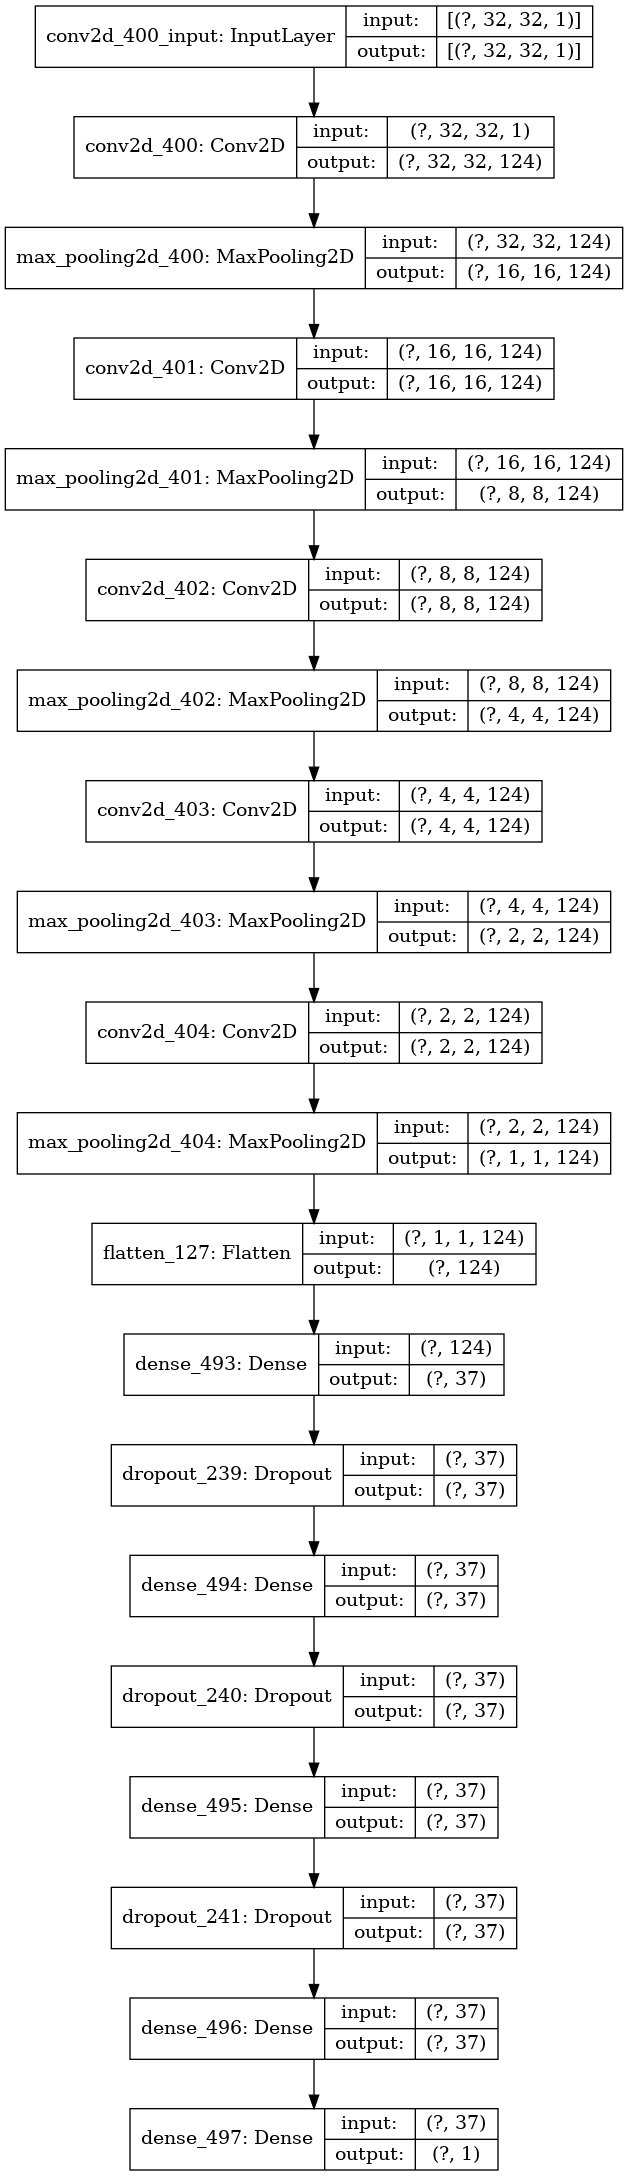 conv2d_400_input: InputLayer
input: [(?, 32, 32, 1)]
output: [(?, 32, 32, 1)]
conv2d_400: Conv2D
input: (?, 32, 32, 1)
output: (?, 32, 32, 124)
max_pooling2d_400: MaxPooling2D
input: (?, 32, 32, 124)
output: (?, 16, 16, 124)
conv2d_401: Conv2D
input: (?, 16, 16, 124)
output: (?, 16, 16, 124)
max_pooling2d_401: MaxPooling2D
input: (?, 16, 16, 124)
output: (?, 8, 8, 124)
conv2d_402: Conv2D
input: (?, 8, 8, 124)
output: (?, 8, 8, 124)
max_pooling2d_402: MaxPooling2D
input: (?, 8, 8, 124)
output: (?, 4, 4, 124)
conv2d_403: Conv2D
input: (?, 4, 4, 124)
output: (?, 4, 4, 124)
max_pooling2d_403: MaxPooling2D
input: (?, 4, 4, 124)
output: (?, 2, 2, 124)
conv2d_404: Conv2D
input: (?, 2, 2, 124)
output: (?, 2, 2, 124)
max_pooling2d_404: MaxPooling2D
input: (?, 2, 2, 124)
output: (?, 1, 1, 124)
flatten_127: Flatten
input: (?, 1, 1, 124)
output: (?, 124)
dense_493: Dense
input: (?, 124)
output: (?, 37)
dropout_239: Dropout
input: (?, 37)
output: (?, 37)
dense_494: Dense
input: (?, 37)
output: (?, 37)
dropout_240: Dropout
input: (?, 37)
output: (?, 37)
dense_495: Dense
input: (?, 37)
output: (?, 37)
dropout_241: Dropout
input: (?, 37)
output: (?, 37)
dense_496: Dense
input: (?, 37)
output: (?, 37)
dense_497: Dense
input: (?, 37)
output: (?, 1)